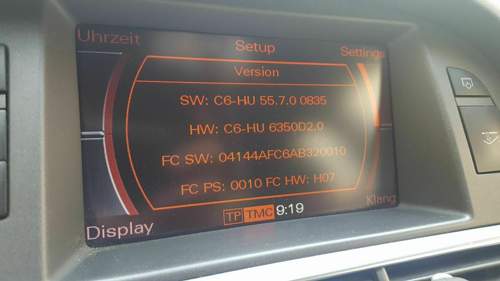 Uhrzeit
Setup
Settings
Version
SW: C6-HU 55.7.0 0835
HW: C6-HU 6350D2.0
FC SW: 04144AFC6AB320010
FC PS: 0010 FC HW: H07
TP TMC 9:19
Klang
Display